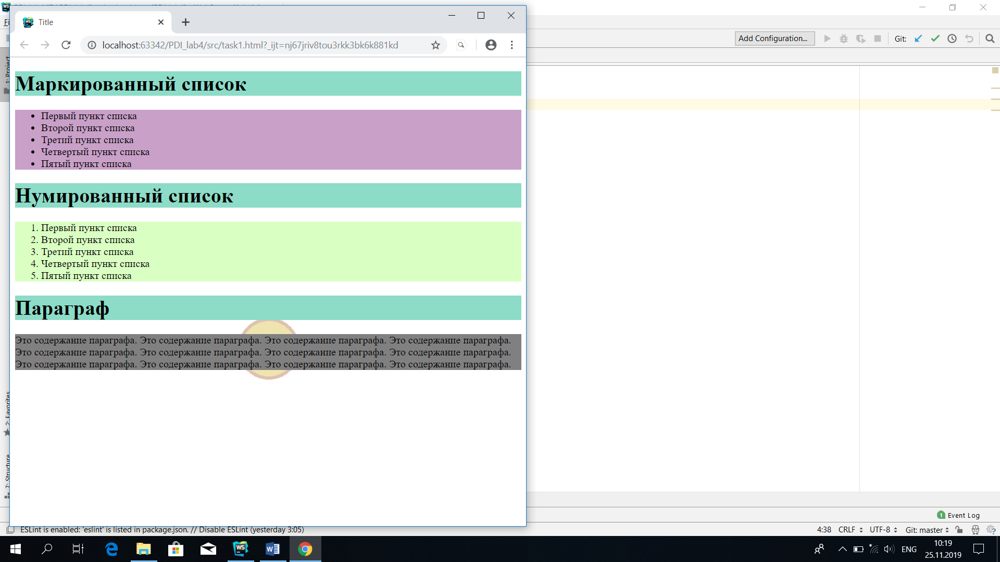 Title
localhost:63342/PDI_lab4/src/task1.html?_ijt=nj67jriv8tou3rkk3bk6k881kd
Add Configuration...
Git:
1: Project
Маркированный список
• Первый пункт списка
• Второй пункт списка
• Третий пункт списка
• Четвертый пункт списка
• Пятый пункт списка
Нумированный список
1. Первый пункт списка
2. Второй пункт списка
3. Третий пункт списка
4. Четвертый пункт списка
5. Пятый пункт списка
Параграф
Это содержание параграфа. Это содержание параграфа. Это содержание параграфа. Это содержание параграфа.
Это содержание параграфа. Это содержание параграфа. Это содержание параграфа. Это содержание параграфа.
Это содержание параграфа. Это содержание параграфа. Это содержание параграфа. Это содержание параграфа.
2: Favorites
7: Structure
1 Event Log
ESLint is enabled: 'eslint' is listed in package.json. // Disable ESLint (yesterday 3:05)
4:38 CRLF UTF-8 Git: master
ENG
10:19
25.11.2019